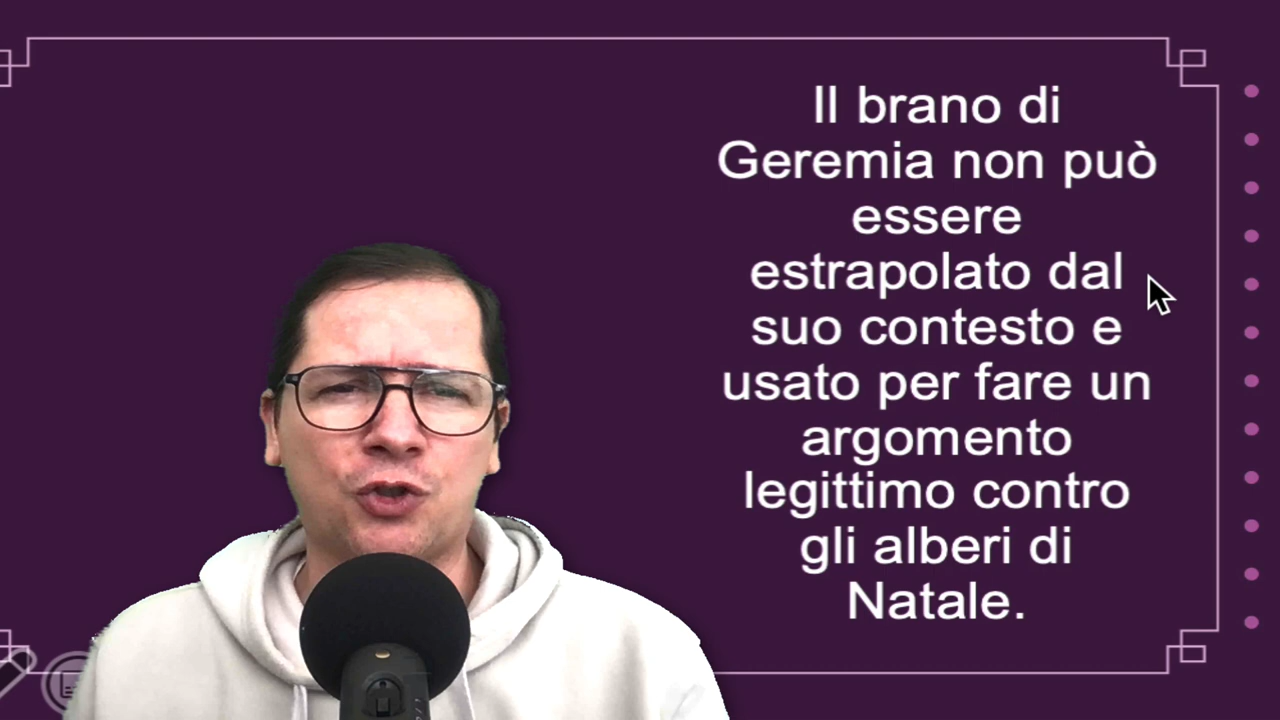 Il brano di
Geremia non può
essere
estrapolato dal
suo contesto e
usato per fare un
argomento
legittimo contro
gli alberi di
Natale.